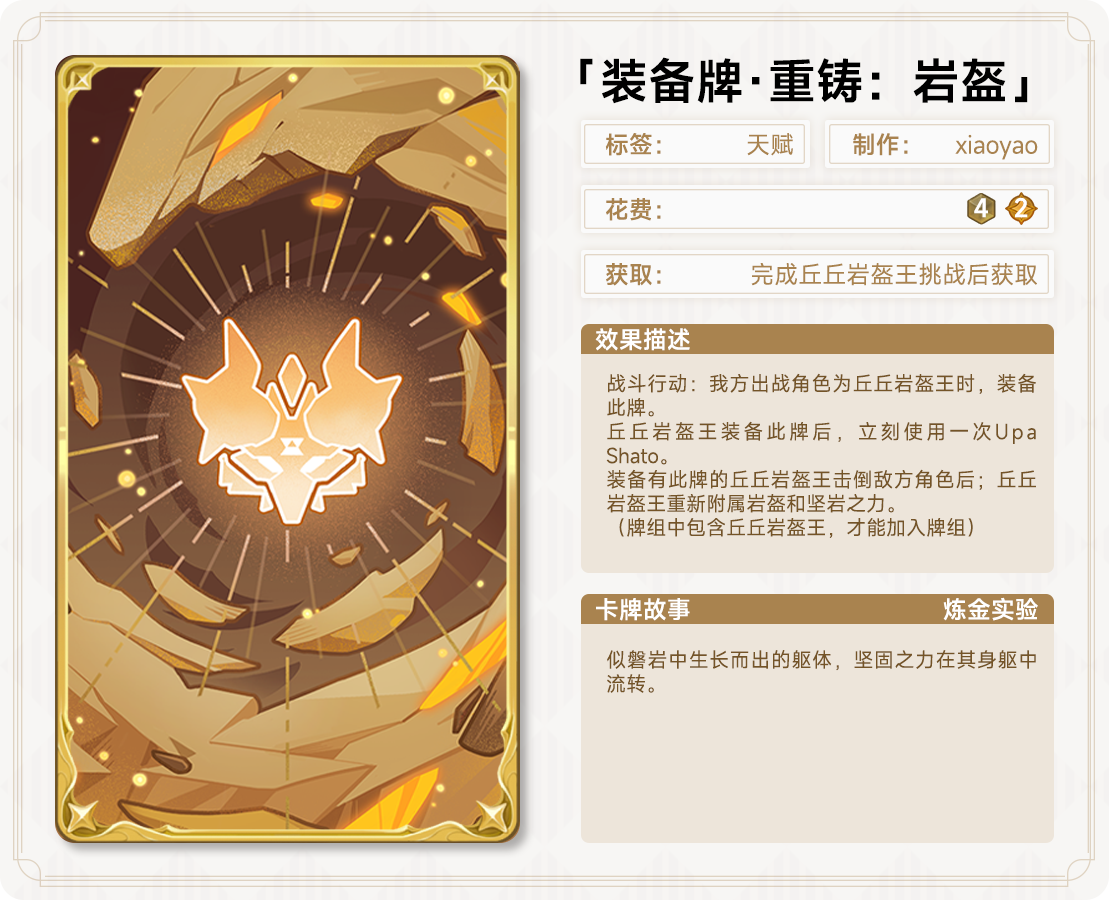 「装备牌·重铸：岩盔」
标签： 天赋
制作： xiaoyao
花费： 4 2
获取： 完成丘丘岩盔王挑战后获取
效果描述
战斗行动：我方出战角色为丘丘岩盔王时，装备
此牌。
丘丘岩盔王装备此牌后，立刻使用一次Upa
Shato。
装备有此牌的丘丘岩盔王击倒敌方角色后；丘丘
岩盔王重新附属岩盔和坚岩之力。
（牌组中包含丘丘岩盔王，才能加入牌组）
卡牌故事 炼金实验
似磐岩中生长而出的躯体，坚固之力在其身躯中
流转。